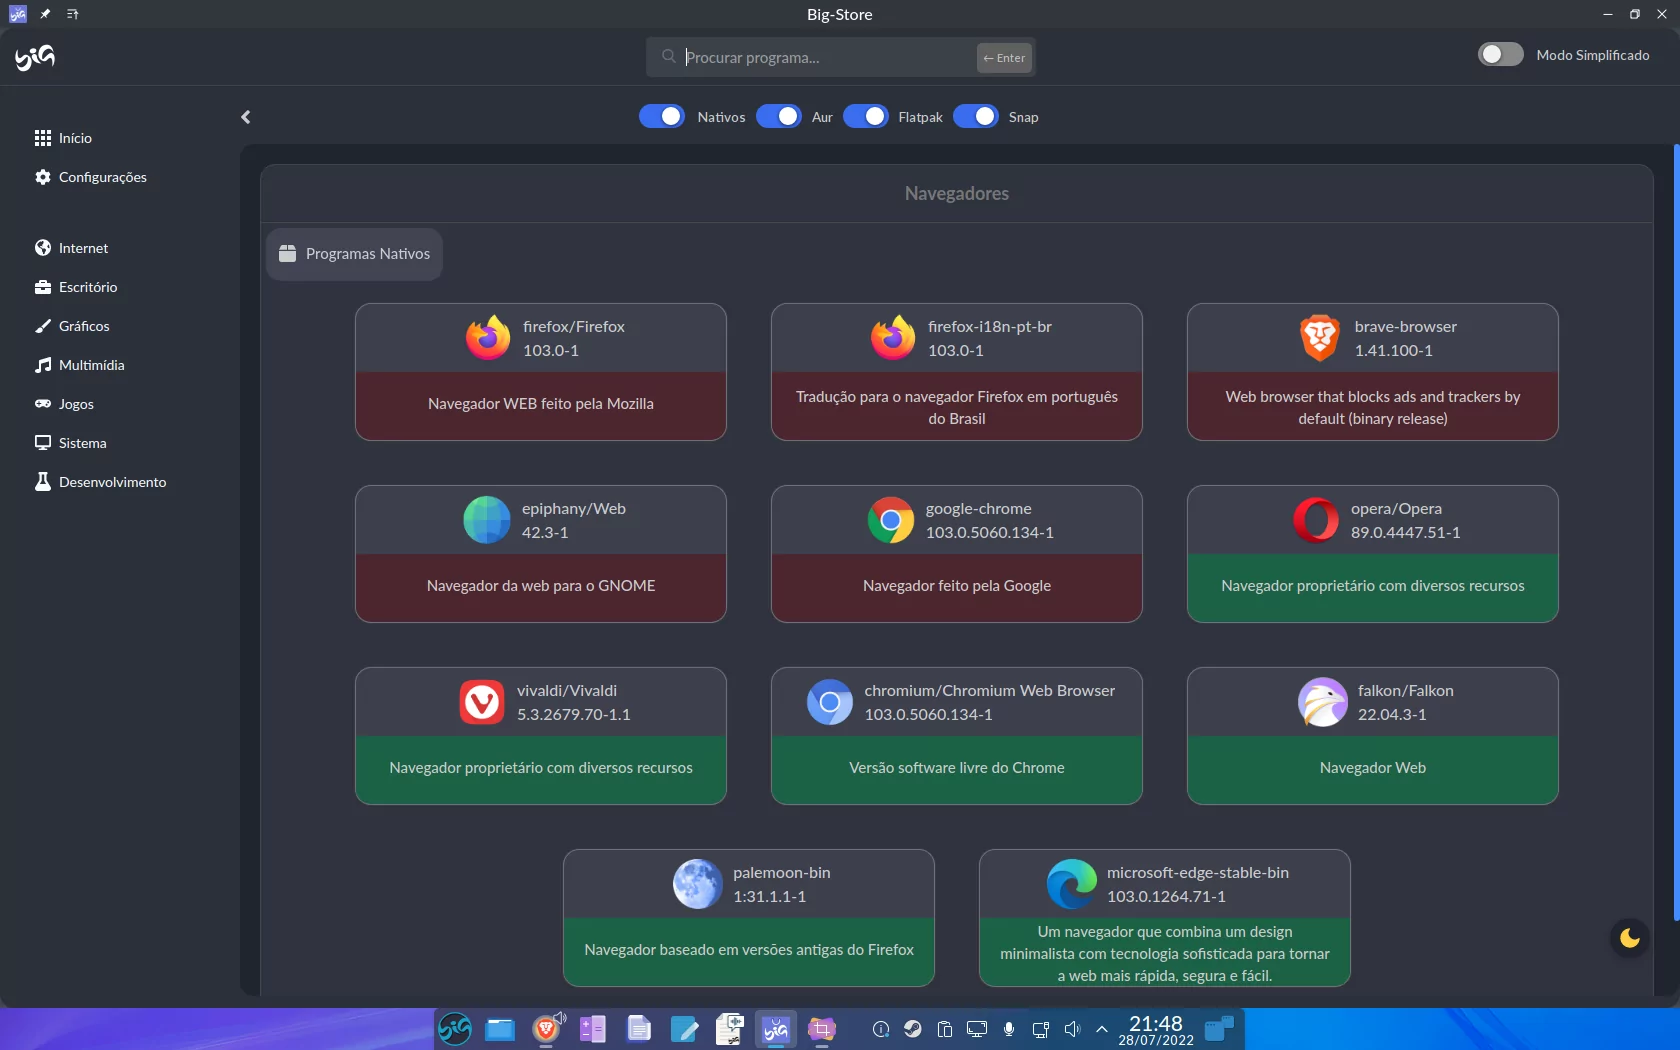 Big-Store
Procurar programa...
← Enter
Modo Simplificado
Nativos
Aur
Flatpak
Snap
Início
Configurações
Internet
Escritório
Gráficos
Multimídia
Jogos
Sistema
Desenvolvimento
Navegadores
Programas Nativos
firefox/Firefox
103.0-1
Navegador WEB feito pela Mozilla
firefox-i18n-pt-br
103.0-1
Tradução para o navegador Firefox em português
do Brasil
brave-browser
1.41.100-1
Web browser that blocks ads and trackers by
default (binary release)
epiphany/Web
42.3-1
Navegador da web para o GNOME
google-chrome
103.0.5060.134-1
Navegador feito pela Google
opera/Opera
89.0.4447.51-1
Navegador proprietário com diversos recursos
vivaldi/Vivaldi
5.3.2679.70-1.1
Navegador proprietário com diversos recursos
chromium/Chromium Web Browser
103.0.5060.134-1
Versão software livre do Chrome
falkon/Falkon
22.04.3-1
Navegador Web
palemoon-bin
1:31.1.1-1
Navegador baseado em versões antigas do Firefox
microsoft-edge-stable-bin
103.0.1264.71-1
Um navegador que combina um design
minimalista com tecnologia sofisticada para tornar
a web mais rápida, segura e fácil.
21:48
28/07/2022